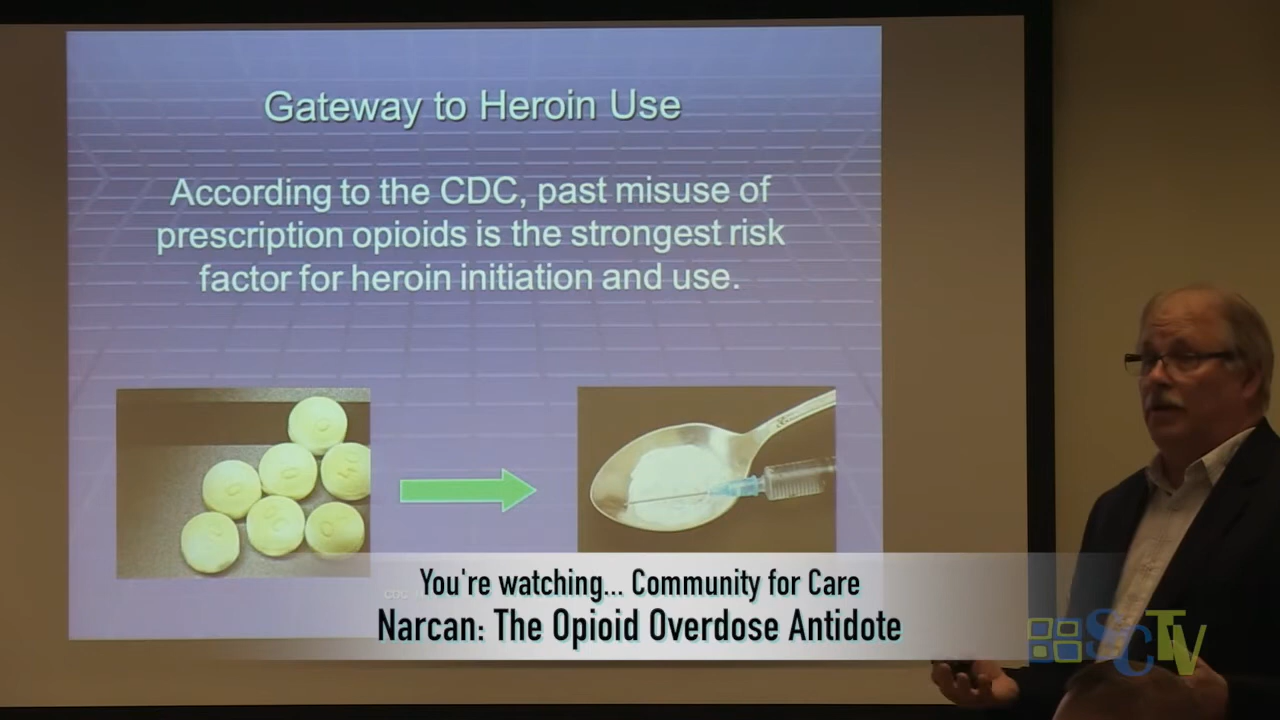 Gateway to Heroin Use
According to the CDC, past misuse of
prescription opioids is the strongest risk
factor for heroin initiation and use.
You're watching... Community for Care
Narcan: The Opioid Overdose Antidote
SCTV